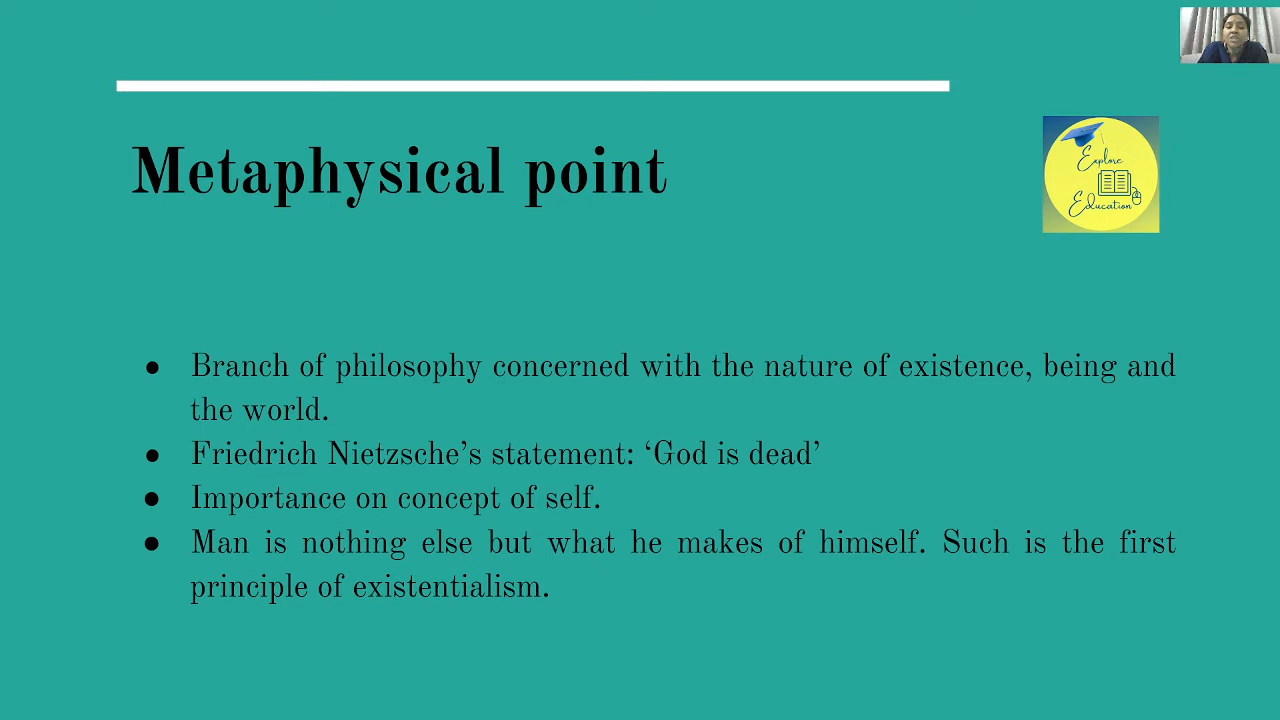 Metaphysical point
Explore
Education
● Branch of philosophy concerned with the nature of existence, being and
the world.
● Friedrich Nietzsche’s statement: ‘God is dead’
● Importance on concept of self.
● Man is nothing else but what he makes of himself. Such is the first
principle of existentialism.